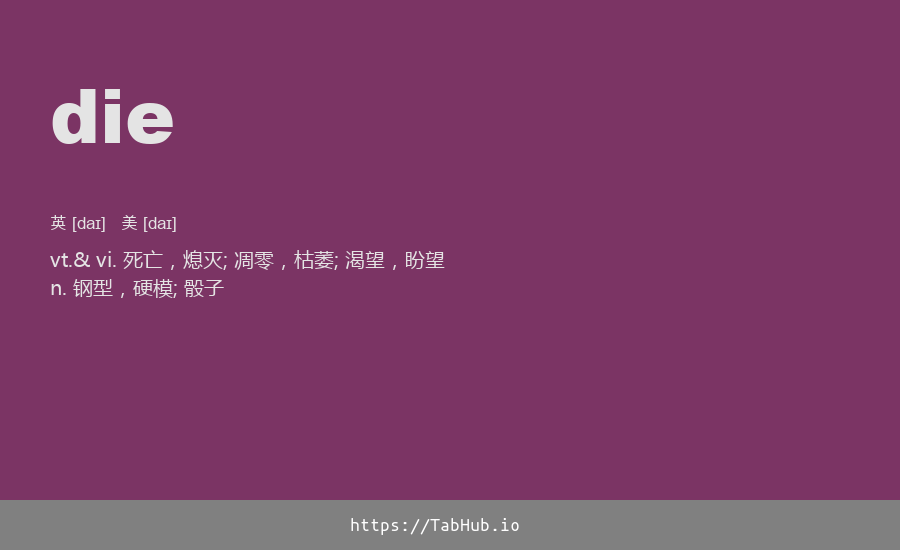 die
英 [daɪ] 美 [daɪ]
vt.& vi. 死亡，熄灭; 凋零，枯萎; 渴望，盼望
n. 钢型，硬模; 骰子
https://TabHub.io